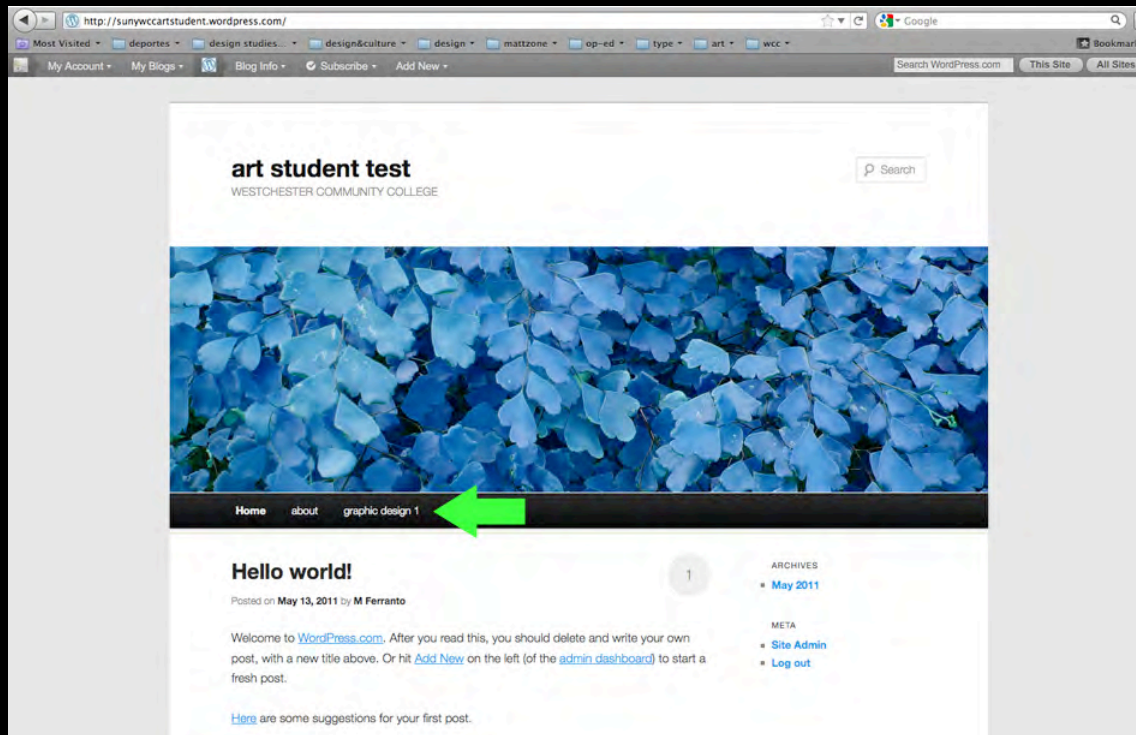 http://sunywccartstudent.wordpress.com/
Google
Most Visited deportes design studies... design&culture design mattzone op-ed type art wcc Bookmark
My Account My Blogs Blog Info Subscribe Add New Search WordPress.com This Site All Sites
art student test
WESTCHESTER COMMUNITY COLLEGE
Search
Home about graphic design 1
Hello world!
1
Posted on May 13, 2011 by M Ferranto
Welcome to WordPress.com. After you read this, you should delete and write your own
post, with a new title above. Or hit Add New on the left (of the admin dashboard) to start a
fresh post.
Here are some suggestions for your first post.
ARCHIVES
May 2011
META
Site Admin
Log out